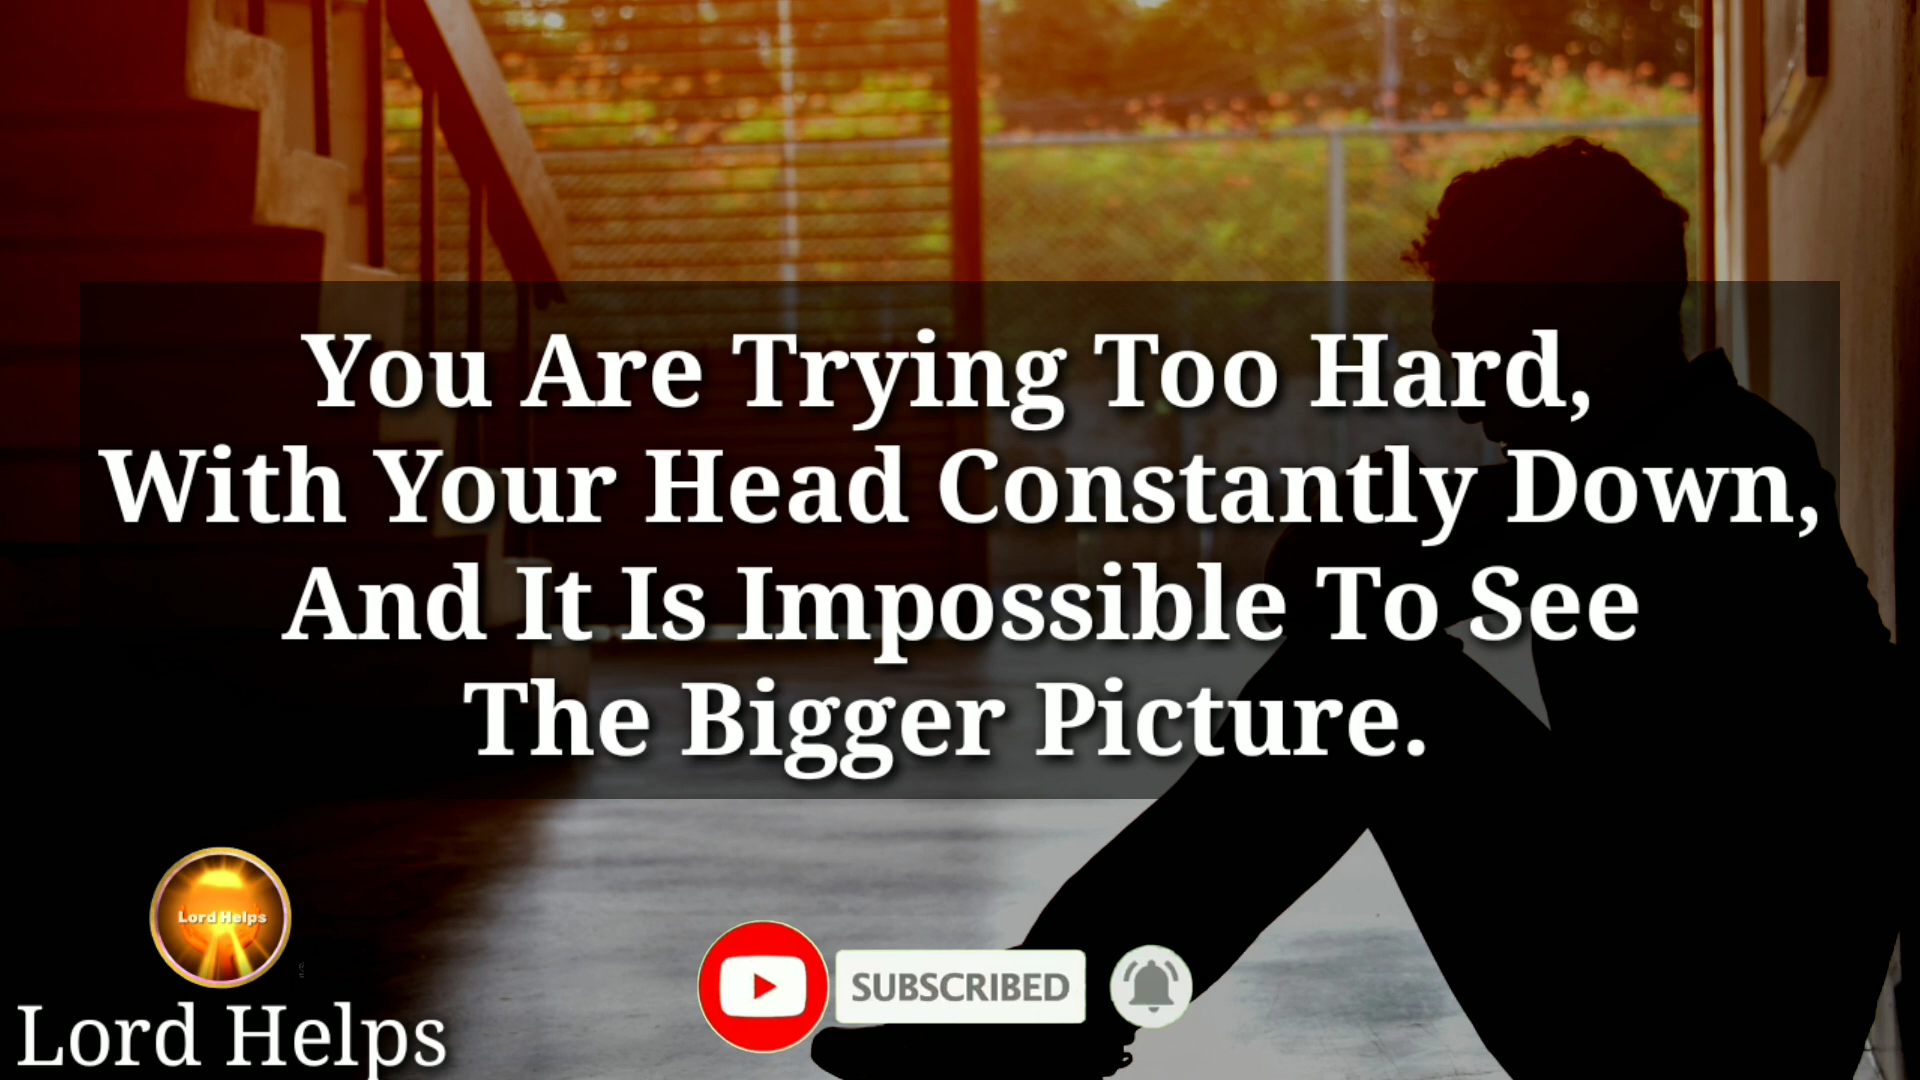 You Are Trying Too Hard,
With Your Head Constantly Down,
And It Is Impossible To See
The Bigger Picture.
Lord Helps
SUBSCRIBED
Lord Helps